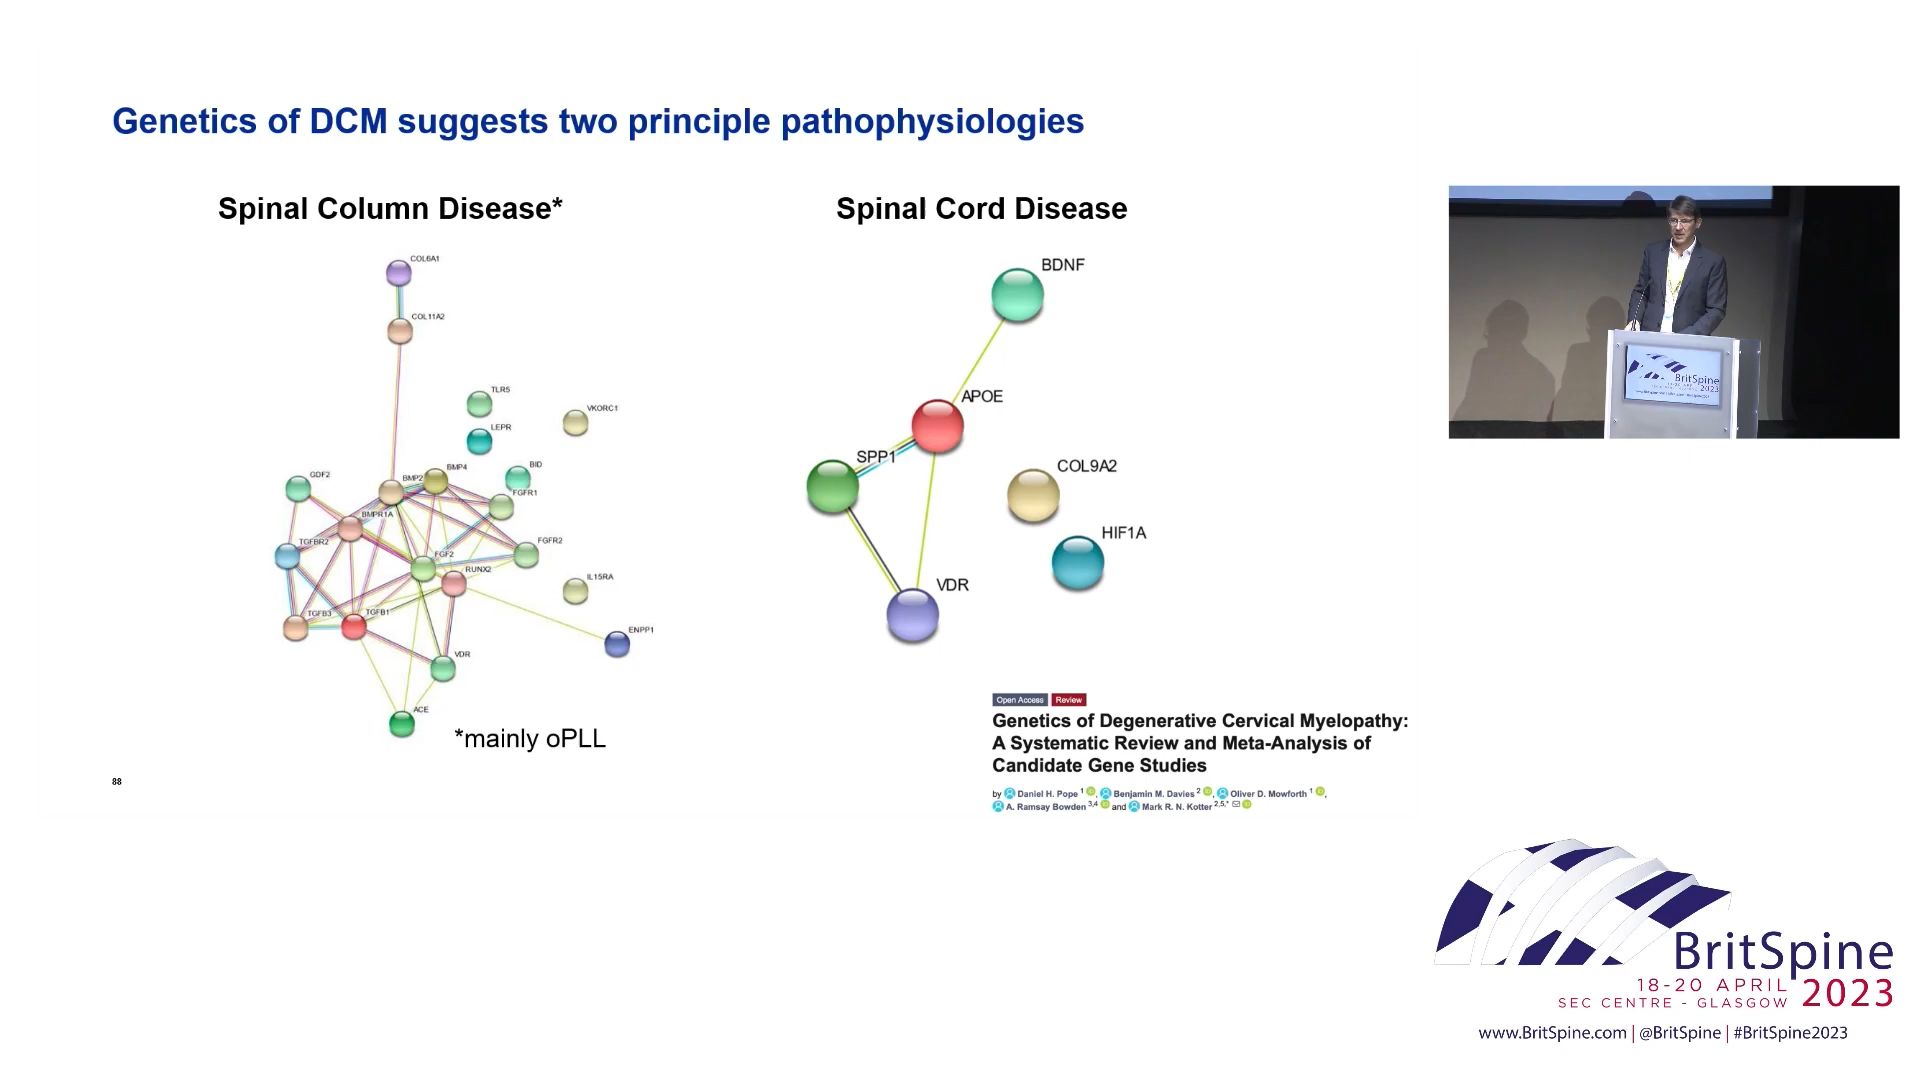 Genetics of DCM suggests two principle pathophysiologies
Spinal Column Disease*
COL6A1
COL11A2
TLR5
VKORC1
LEPR
BID
GDF2
BMP2
BMP4
FGFR1
BMPR1A
TGFBR2
FGF2
FGFR2
RUNX2
IL15RA
TGFB3
TGFB1
ENPP1
VDR
ACE
*mainly oPLL
88
Spinal Cord Disease
BDNF
APOE
SPP1
COL9A2
HIF1A
VDR
Open Access Review
Genetics of Degenerative Cervical Myelopathy:
A Systematic Review and Meta-Analysis of
Candidate Gene Studies
by Daniel H. Pope 1, Benjamin M. Davies 2, Oliver D. Mowforth 1,
A. Ramsay Bowden 3,4 and Mark R. N. Kotter 2,5,*
BritSpine
2023
BritSpine
18-20 APRIL 2023
SEC CENTRE - GLASGOW
www.BritSpine.com | @BritSpine | #BritSpine2023